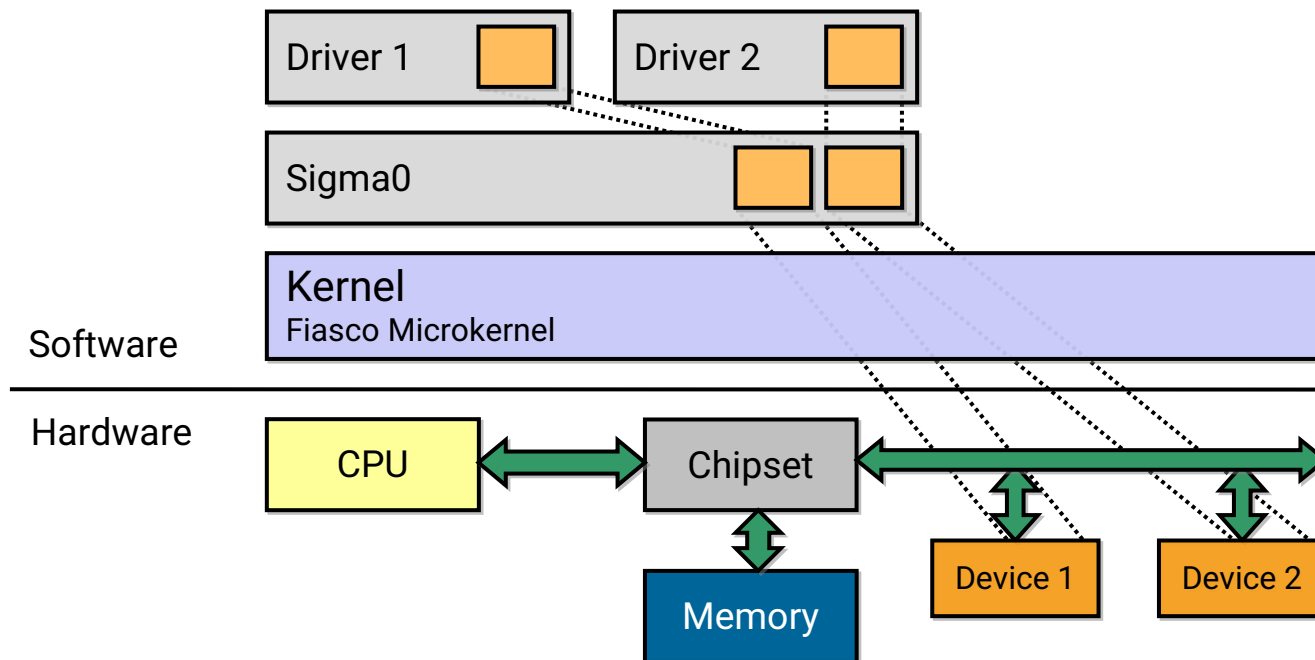 Driver 1
Driver 2
Sigma0
Kernel
Fiasco Microkernel
Software
Hardware
CPU
Chipset
Device 1
Device 2
Memory